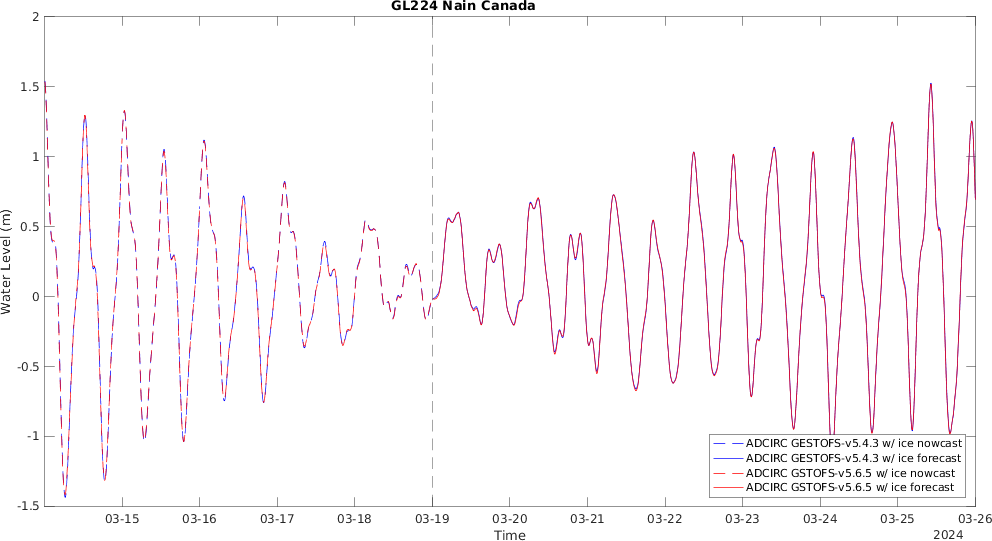 GL224 Nain Canada
2
1.5
1
0.5
0
-0.5
-1
-1.5
Water Level (m)
ADCIRC GESTOFS-v5.4.3 w/ ice nowcast
ADCIRC GESTOFS-v5.4.3 w/ ice forecast
ADCIRC GSTOFS-v5.6.5 w/ ice nowcast
ADCIRC GSTOFS-v5.6.5 w/ ice forecast
03-15 03-16 03-17 03-18 03-19 03-20 03-21 03-22 03-23 03-24 03-25 03-26
Time
2024